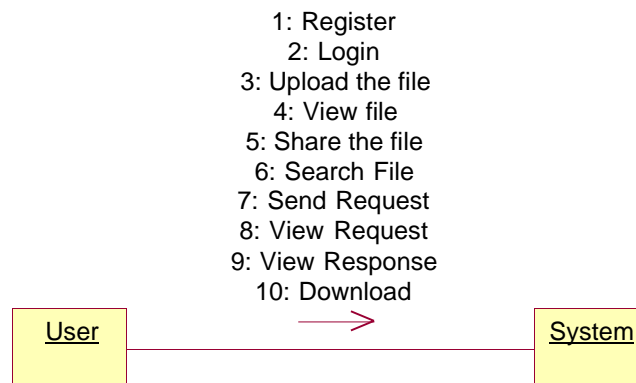 1: Register
2: Login
3: Upload the file
4: View file
5: Share the file
6: Search File
7: Send Request
8: View Request
9: View Response
10: Download
User
System